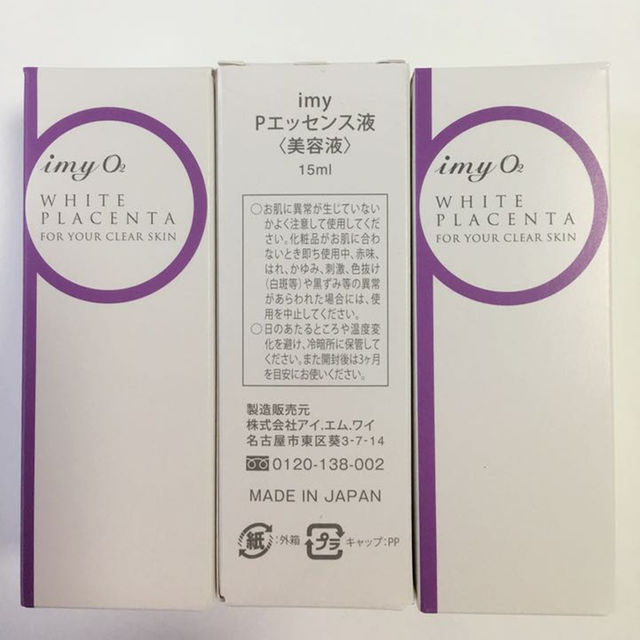 imy O₂
WHITE
PLACENTA
FOR YOUR CLEAR SKIN
imy
Pエッセンス液
〈美容液〉
15ml
○お肌に異常が生じていない
かよく注意して使用してくだ
さい。化粧品がお肌に合わ
ないとき即ち使用中、赤味、
はれ、かゆみ、刺激、色抜け
(白斑等)や黒ずみ等の異常
があらわれた場合には、使
用を中止してください。
○日のあたるところや温度変
化を避け、冷暗所に保管して
ください。また開封後は3ヶ月
を目安にお使いください。
製造販売元
株式会社アイ.エム.ワイ
名古屋市東区葵3-7-14
0120-138-002
MADE IN JAPAN
紙:外箱 プラ キャップ:PP
imy O₂
WHITE
PLACENTA
FOR YOUR CLEAR SKIN